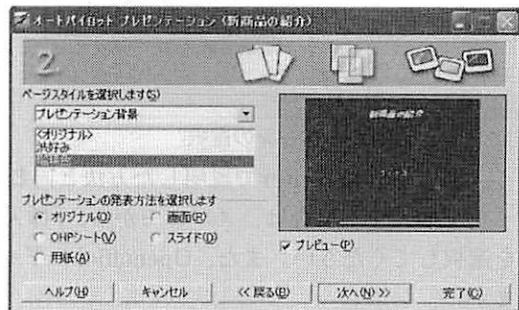 オートパイロット プレゼンテーション (新商品の紹介)
2.
ページスタイルを選択します(S)
プレゼンテーション背景
<オリジナル>
渋好み
新商品の紹介
プレゼンテーションの発表方法を選択します
オリジナル(O) 画面(R)
OHPシート(V) スライド(D)
用紙(A)
プレビュー(P)
ヘルプ(H) キャンセル << 戻る(B) 次へ(N) >> 完了(C)